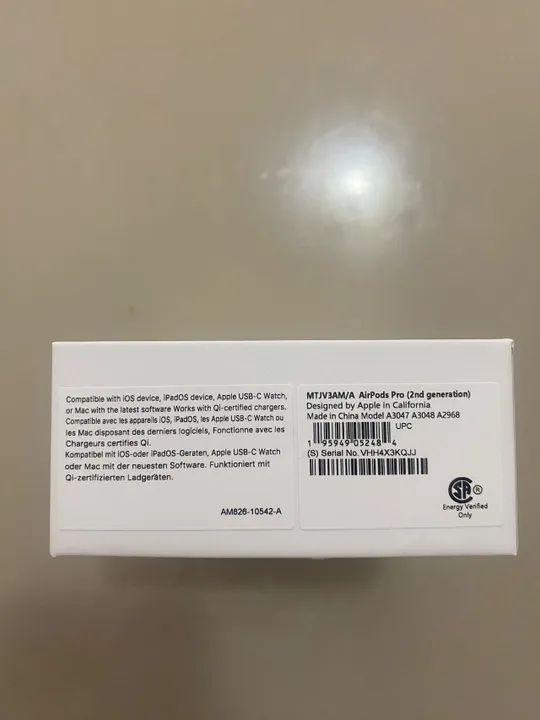 Compatible with iOS device, iPadOS device, Apple USB-C Watch,
or Mac with the latest software Works with Qi-certified chargers.
Compatible avec les appareils iOS, iPadOS, les Apple USB-C Watch ou
les Mac disposant des derniers logiciels, Fonctionne avec les
Chargeurs certifies Qi.
Kompatibel mit iOS-oder iPadOS-Geraten, Apple USB-C Watch
oder Mac mit der neuesten Software. Funktioniert mit
Qi-zertifizierten Ladgeräten.
AM826-10542-A
MTJV3AM/A AirPods Pro (2nd generation)
Designed by Apple in California
Made in China Model A3047 A3048 A2968
UPC
1 95949 05248 4
(S) Serial No. VHH4X3KQJJ
SA ®
Energy Verified
Only